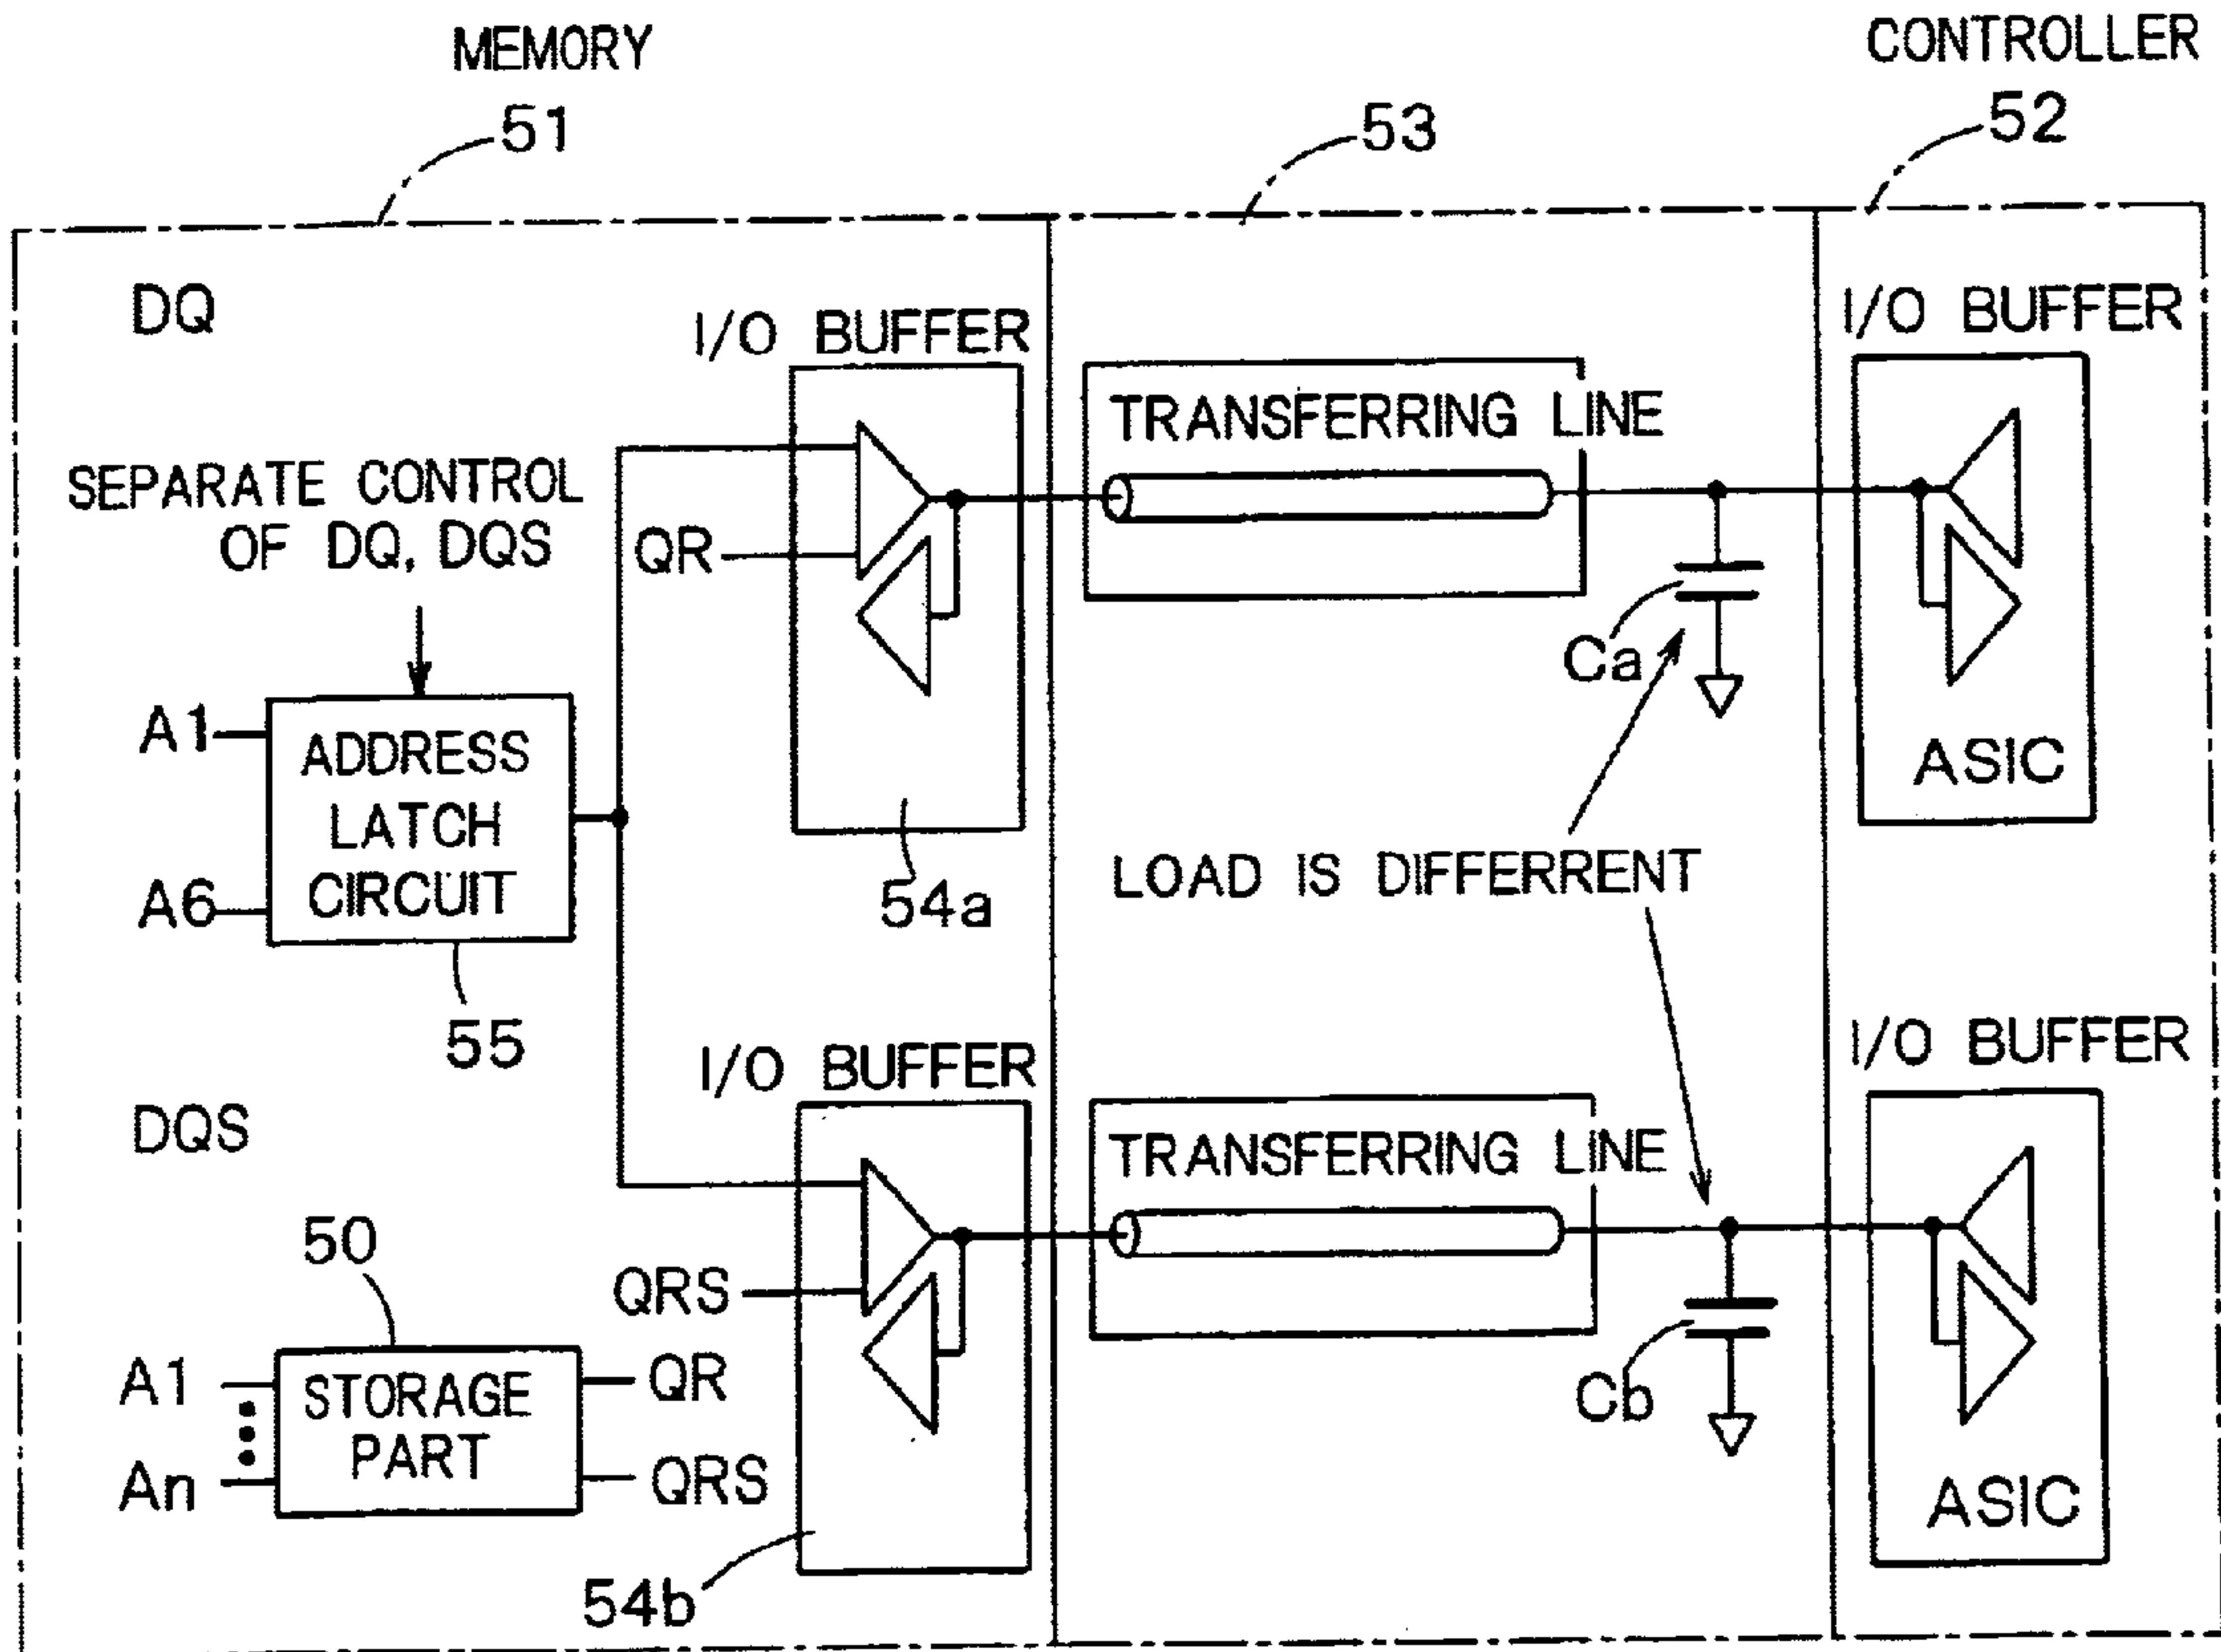 MEMORY
CONTROLLER
51
53
52
DQ
I/O BUFFER
I/O BUFFER
TRANSFERRING LINE
SEPARATE CONTROL
OF DQ, DQS
QR
Ca
A1
ADDRESS
LATCH
CIRCUIT
A6
ASIC
54a
LOAD IS DIFFERRENT
55
I/O BUFFER
I/O BUFFER
DQS
TRANSFERRING LINE
50
QRS
A1
An
STORAGE
PART
QR
QRS
Cb
ASIC
54b